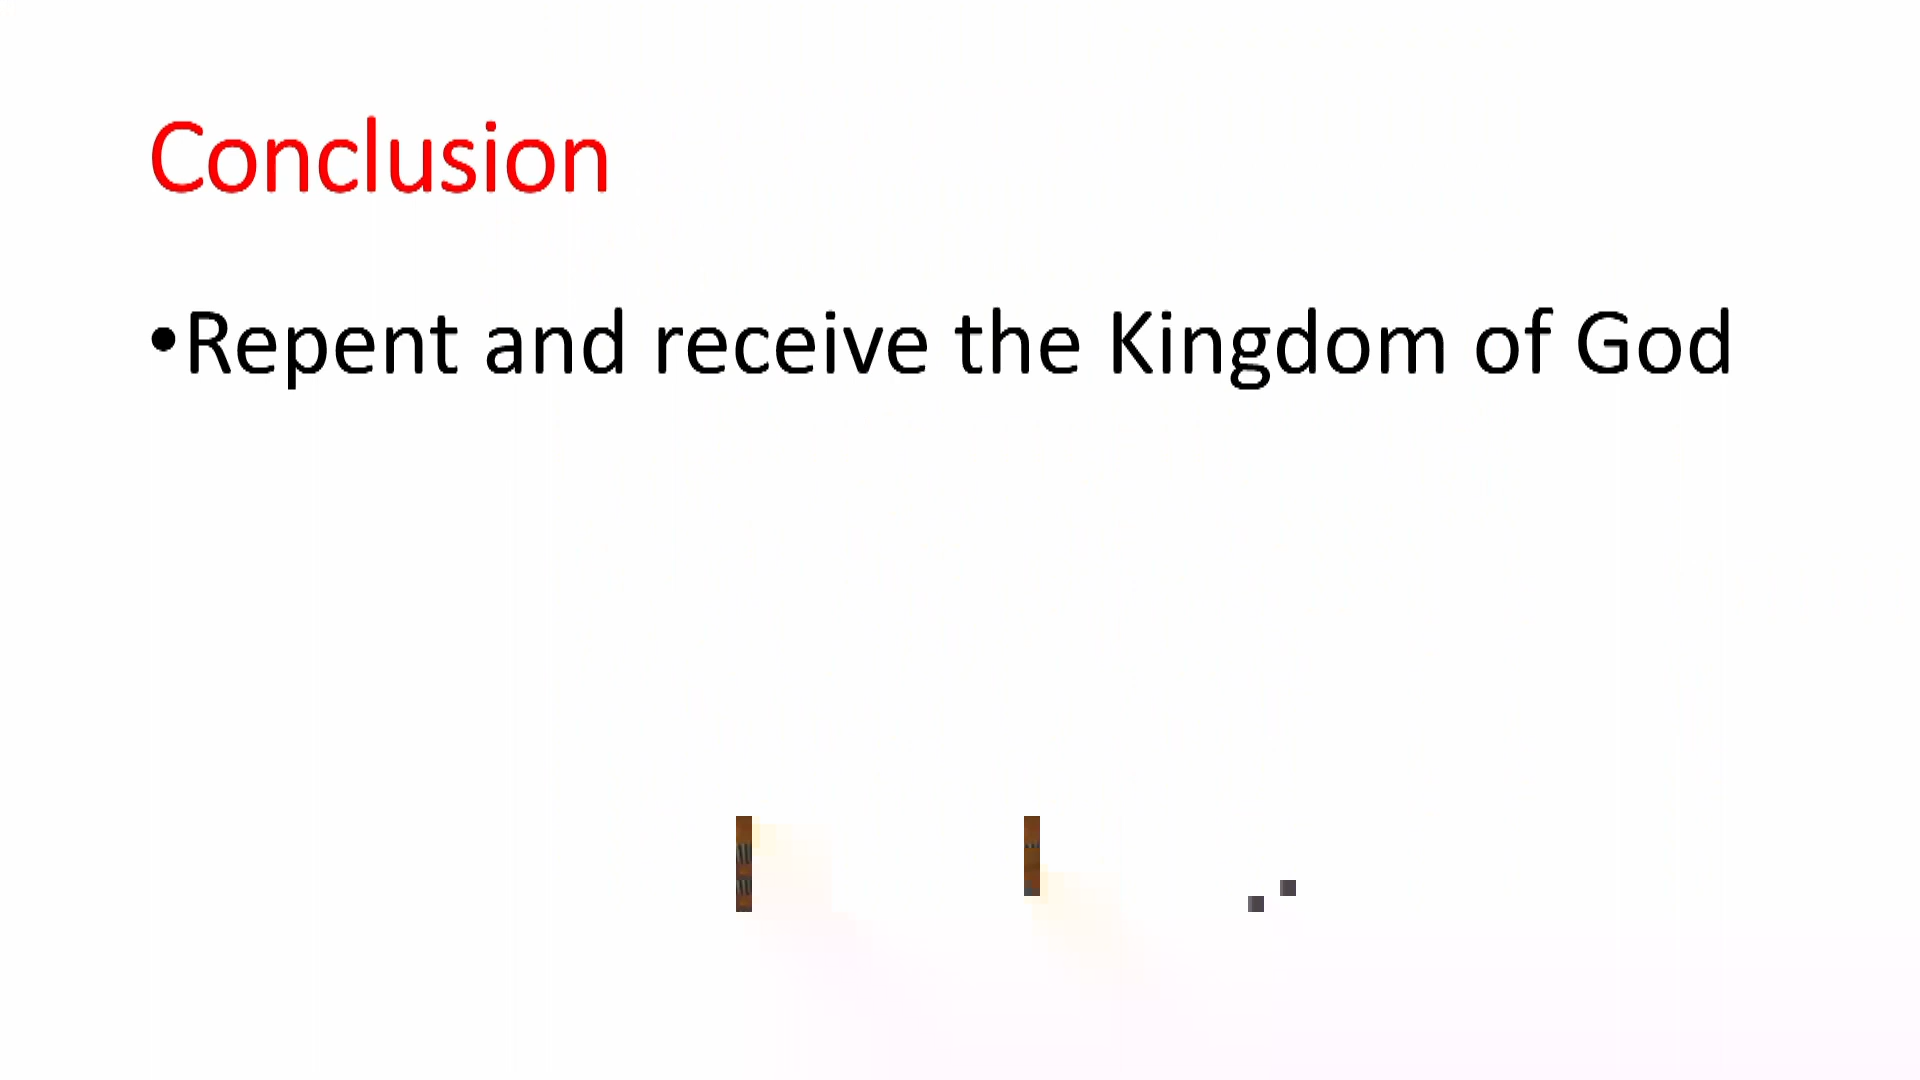 Conclusion
•Repent and receive the Kingdom of God